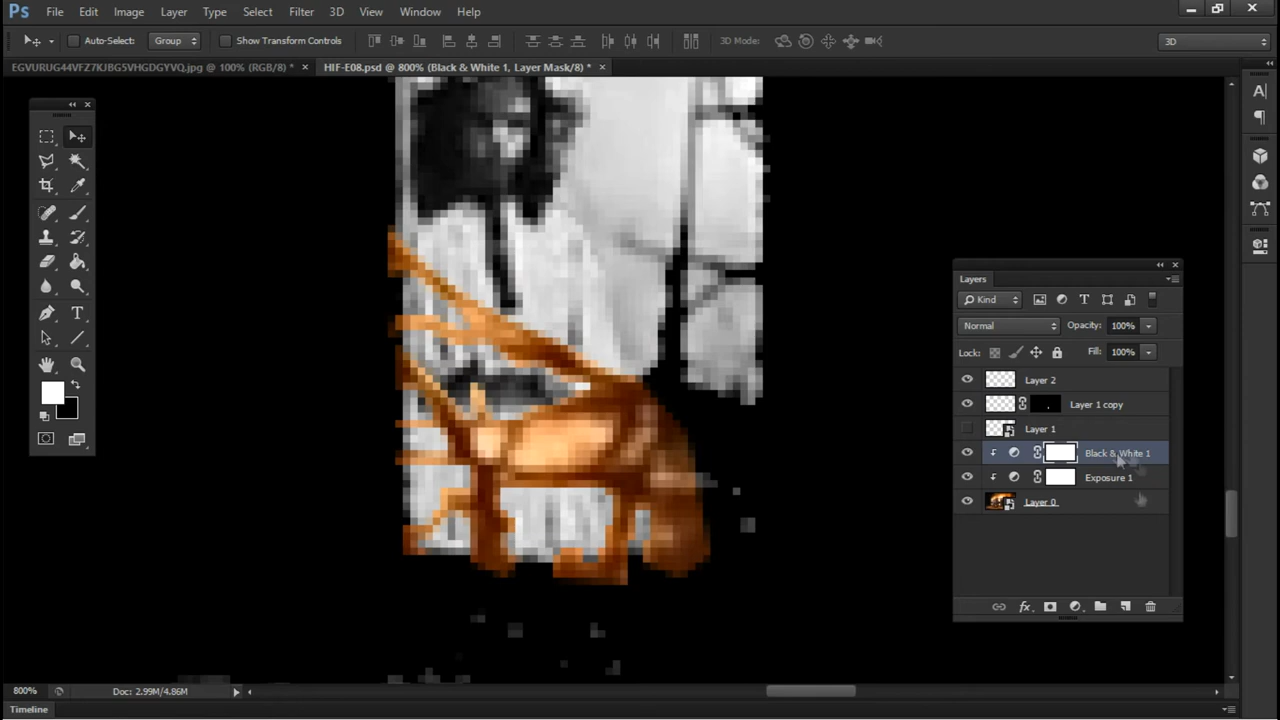 Ps File Edit Image Layer Type Select Filter 3D View Window Help
Auto-Select: Group Show Transform Controls 3D Mode: 3D
EGVURUG44VFZ7KJBG5VHGDGYVQ.jpg @ 100% (RGB/8) * × HIF-E08.psd @ 800% (Black & White 1, Layer Mask/8) * ×
Layers
Kind
Normal Opacity: 100%
Lock: Fill: 100%
Layer 2
Layer 1 copy
Layer 1
Black & White 1
Exposure 1
Layer 0
fx
800% Doc: 2.99M/4.86M
Timeline